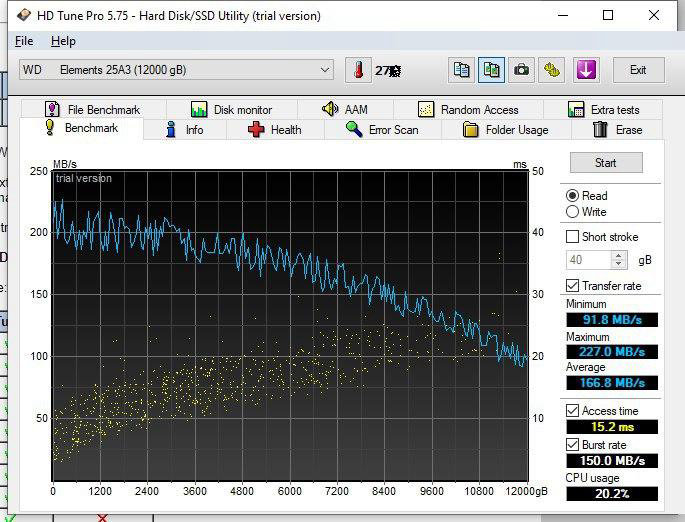 HD Tune Pro 5.75 - Hard Disk/SSD Utility (trial version)
File Help
WD Elements 25A3 (12000 gB)
Exit
File Benchmark Disk monitor AAM Random Access Extra tests
Benchmark Info Health Error Scan Folder Usage Erase
MB/s ms
trial version
250 50
200 40
150 30
100 20
50 10
0 1200 2400 3600 4800 6000 7200 8400 9600 10800 12000gB
Start
Read
Write
Short stroke
40 gB
Transfer rate
Minimum
91.8 MB/s
Maximum
227.0 MB/s
Average
166.8 MB/s
Access time
15.2 ms
Burst rate
150.0 MB/s
CPU usage
20.2%